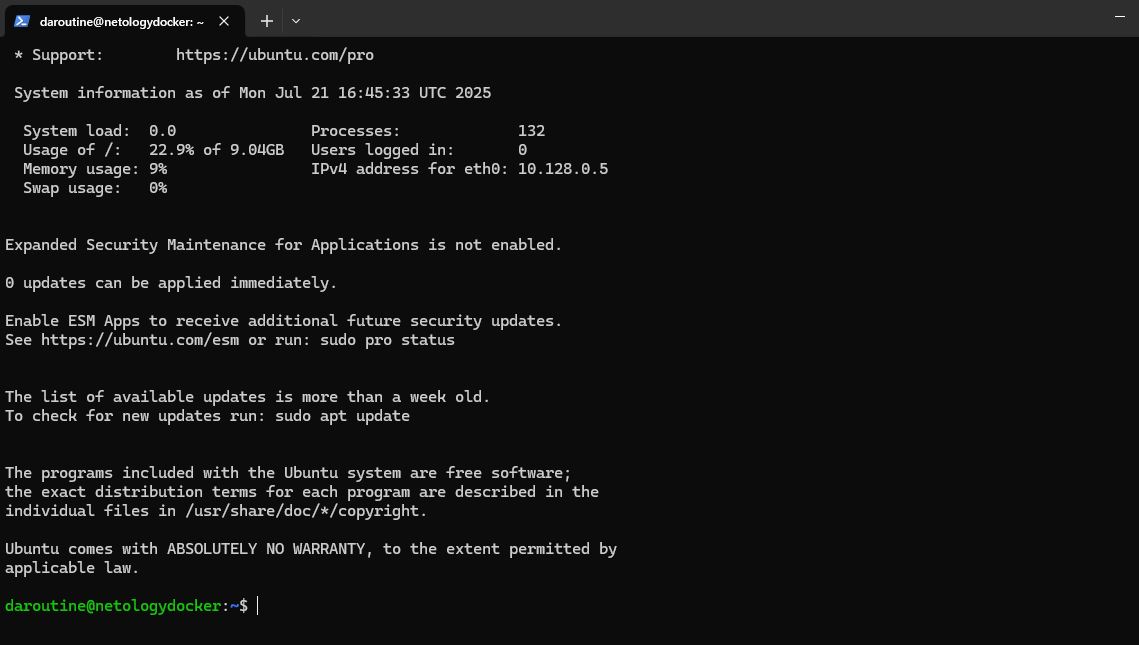 daroutine@netologydocker: ~
* Support:        https://ubuntu.com/pro
System information as of Mon Jul 21 16:45:33 UTC 2025
System load:  0.0               Processes:             132
Usage of /:   22.9% of 9.04GB   Users logged in:       0
Memory usage: 9%                IPv4 address for eth0: 10.128.0.5
Swap usage:   0%
Expanded Security Maintenance for Applications is not enabled.
0 updates can be applied immediately.
Enable ESM Apps to receive additional future security updates.
See https://ubuntu.com/esm or run: sudo pro status
The list of available updates is more than a week old.
To check for new updates run: sudo apt update
The programs included with the Ubuntu system are free software;
the exact distribution terms for each program are described in the
individual files in /usr/share/doc/*/copyright.
Ubuntu comes with ABSOLUTELY NO WARRANTY, to the extent permitted by
applicable law.
daroutine@netologydocker:~$